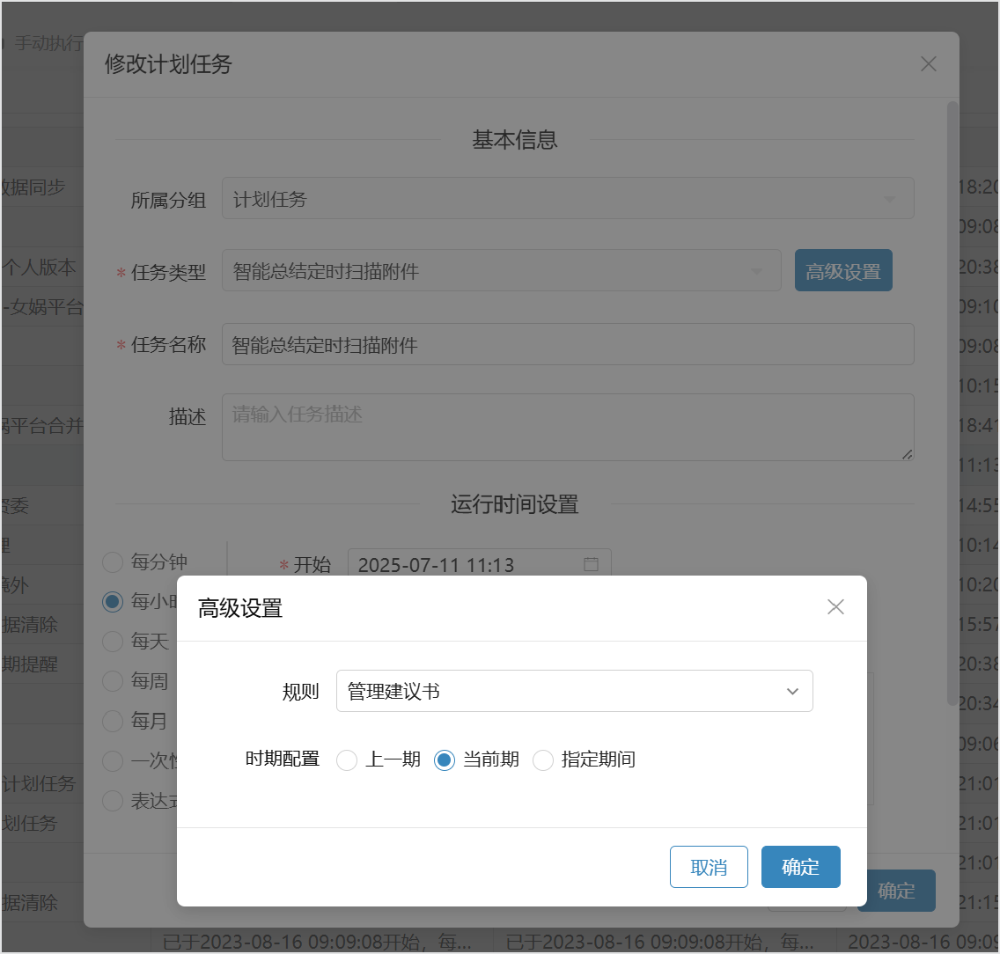 手动执行
修改计划任务
基本信息
数据同步
所属分组
计划任务
18:20
09:08
个人版本
* 任务类型
智能总结定时扫描附件
高级设置
20:38
-女娲平台
09:10
* 任务名称
智能总结定时扫描附件
09:08
10:15
描述
请输入任务描述
娲平台合并
18:41
11:13
资委
运行时间设置
14:55
理
每分钟
* 开始
2025-07-11 11:13
10:14
境外
每小时
10:20
高级设置
据清除
15:57
每天
期提醒
20:38
每周
规则
管理建议书
20:34
每月
09:06
一次性
时期配置
上一期
当前期
指定期间
计划任务
21:01
表达式
划任务
21:01
取消
确定
21:01
据清除
确定
21:15
已于2023-08-16 09:09:08开始，每...
已于2023-08-16 09:09:08开始，每...
2023-08-16 09:09